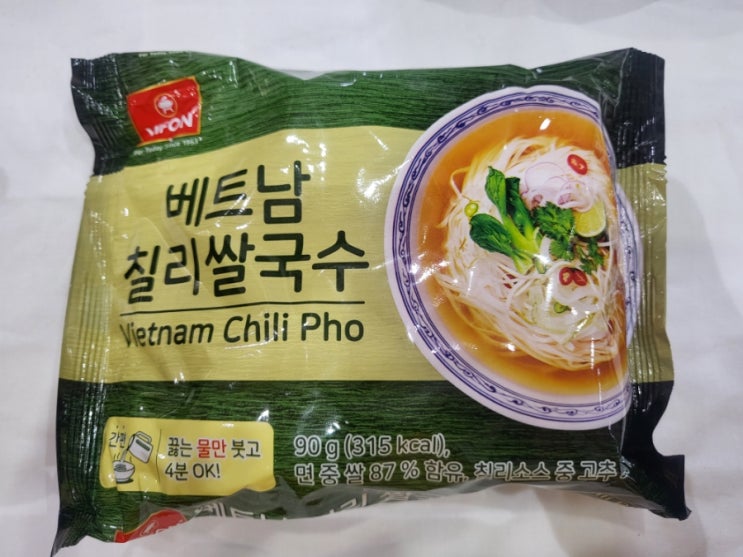 VIFON
베트남
칠리쌀국수
Vietnam Chili Pho
간편
끓는 물만 붓고
4분 OK!
90 g (315 kcal),
면 중 쌀 87 % 함유, 칠리소스 중 고추